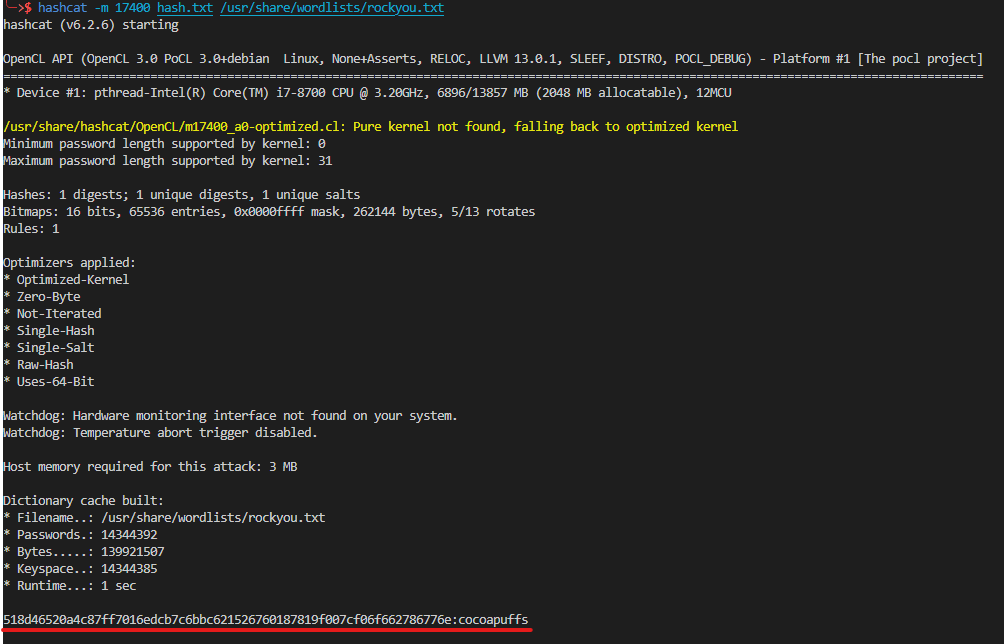 └─>$ hashcat -m 17400 hash.txt /usr/share/wordlists/rockyou.txt
hashcat (v6.2.6) starting
OpenCL API (OpenCL 3.0 PoCL 3.0+debian  Linux, None+Asserts, RELOC, LLVM 13.0.1, SLEEF, DISTRO, POCL_DEBUG) - Platform #1 [The pocl project]
============================================================================================================================================
* Device #1: pthread-Intel(R) Core(TM) i7-8700 CPU @ 3.20GHz, 6896/13857 MB (2048 MB allocatable), 12MCU
/usr/share/hashcat/OpenCL/m17400_a0-optimized.cl: Pure kernel not found, falling back to optimized kernel
Minimum password length supported by kernel: 0
Maximum password length supported by kernel: 31
Hashes: 1 digests; 1 unique digests, 1 unique salts
Bitmaps: 16 bits, 65536 entries, 0x0000ffff mask, 262144 bytes, 5/13 rotates
Rules: 1
Optimizers applied:
* Optimized-Kernel
* Zero-Byte
* Not-Iterated
* Single-Hash
* Single-Salt
* Raw-Hash
* Uses-64-Bit
Watchdog: Hardware monitoring interface not found on your system.
Watchdog: Temperature abort trigger disabled.
Host memory required for this attack: 3 MB
Dictionary cache built:
* Filename..: /usr/share/wordlists/rockyou.txt
* Passwords.: 14344392
* Bytes.....: 139921507
* Keyspace..: 14344385
* Runtime...: 1 sec
518d46520a4c87ff7016edcb7c6bbc621526760187819f007cf06f662786776e:cocoapuffs